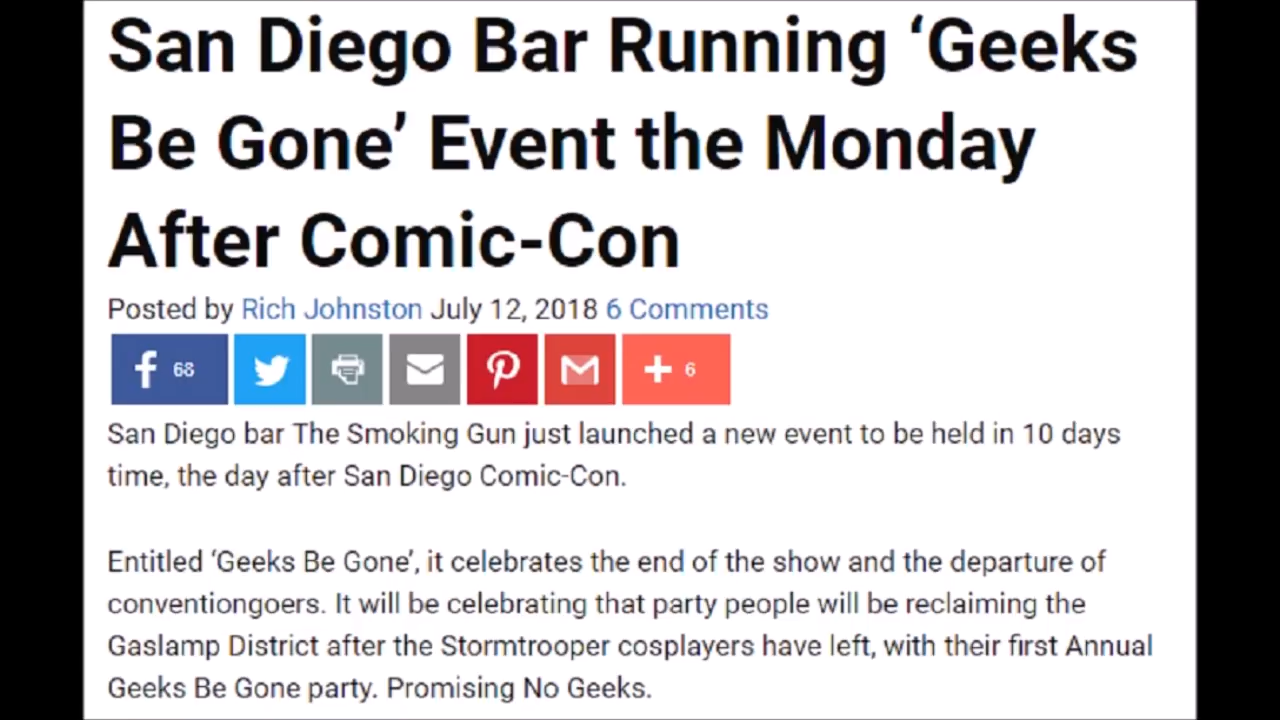 San Diego Bar Running ‘Geeks
Be Gone’ Event the Monday
After Comic-Con
Posted by Rich Johnston July 12, 2018 6 Comments
68 6
San Diego bar The Smoking Gun just launched a new event to be held in 10 days
time, the day after San Diego Comic-Con.
Entitled ‘Geeks Be Gone’, it celebrates the end of the show and the departure of
conventiongoers. It will be celebrating that party people will be reclaiming the
Gaslamp District after the Stormtrooper cosplayers have left, with their first Annual
Geeks Be Gone party. Promising No Geeks.